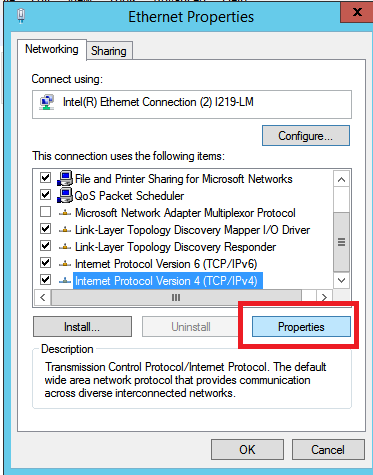 Ethernet Properties
x
Networking
Sharing
Connect using:
Intel(R) Ethernet Connection (2) I219-LM
Configure...
This connection uses the following items:
File and Printer Sharing for Microsoft Networks
QoS Packet Scheduler
Microsoft Network Adapter Multiplexor Protocol
Link-Layer Topology Discovery Mapper I/O Driver
Link-Layer Topology Discovery Responder
Internet Protocol Version 6 (TCP/IPv6)
Internet Protocol Version 4 (TCP/IPv4)
Install...
Uninstall
Properties
Description
Transmission Control Protocol/Internet Protocol. The default
wide area network protocol that provides communication
across diverse interconnected networks.
OK
Cancel